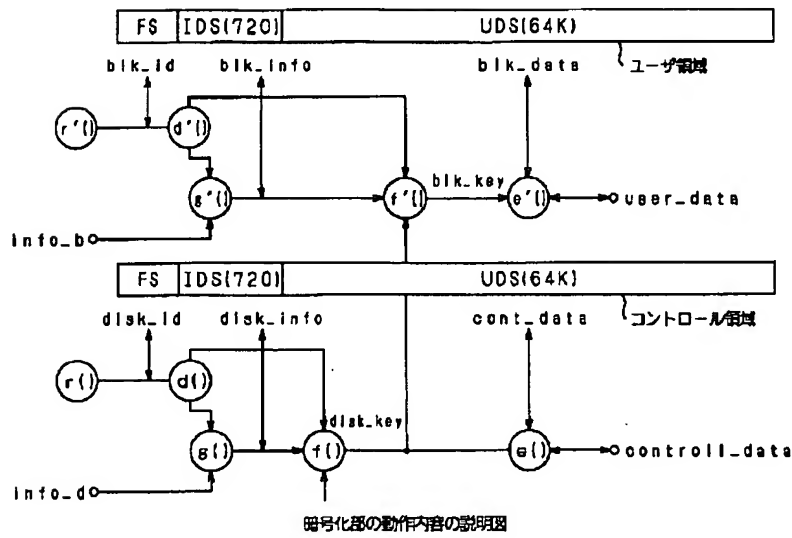 FS IDS(720) UDS(64K)
blk_id blk_info blk_data ユーザ領域
r'() d'()
g'() f'() blk_key e'() user_data
info_b
FS IDS(720) UDS(64K)
disk_id disk_info cont_data コントロール領域
r() d()
disk_key
g() f() e() controll_data
info_d
暗号化部の動作内容の説明図